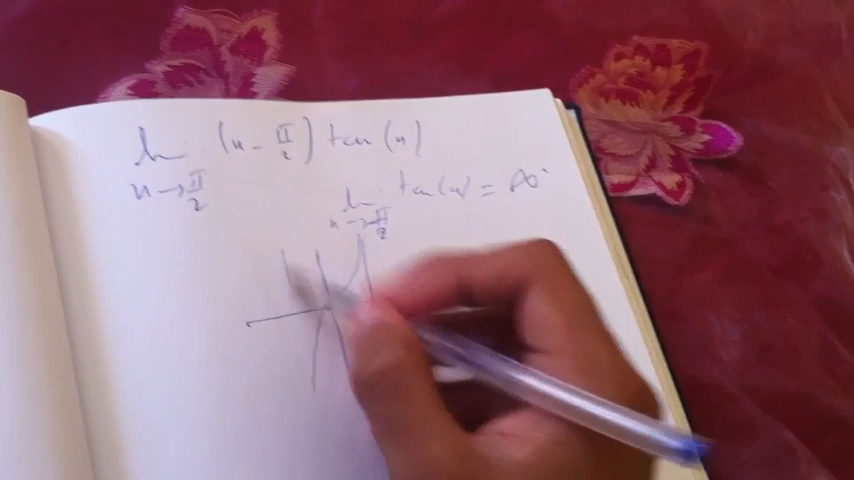 lim (x - π/2) tan(x)
x→π/2
lim tan(x) = ∞
x→π/2